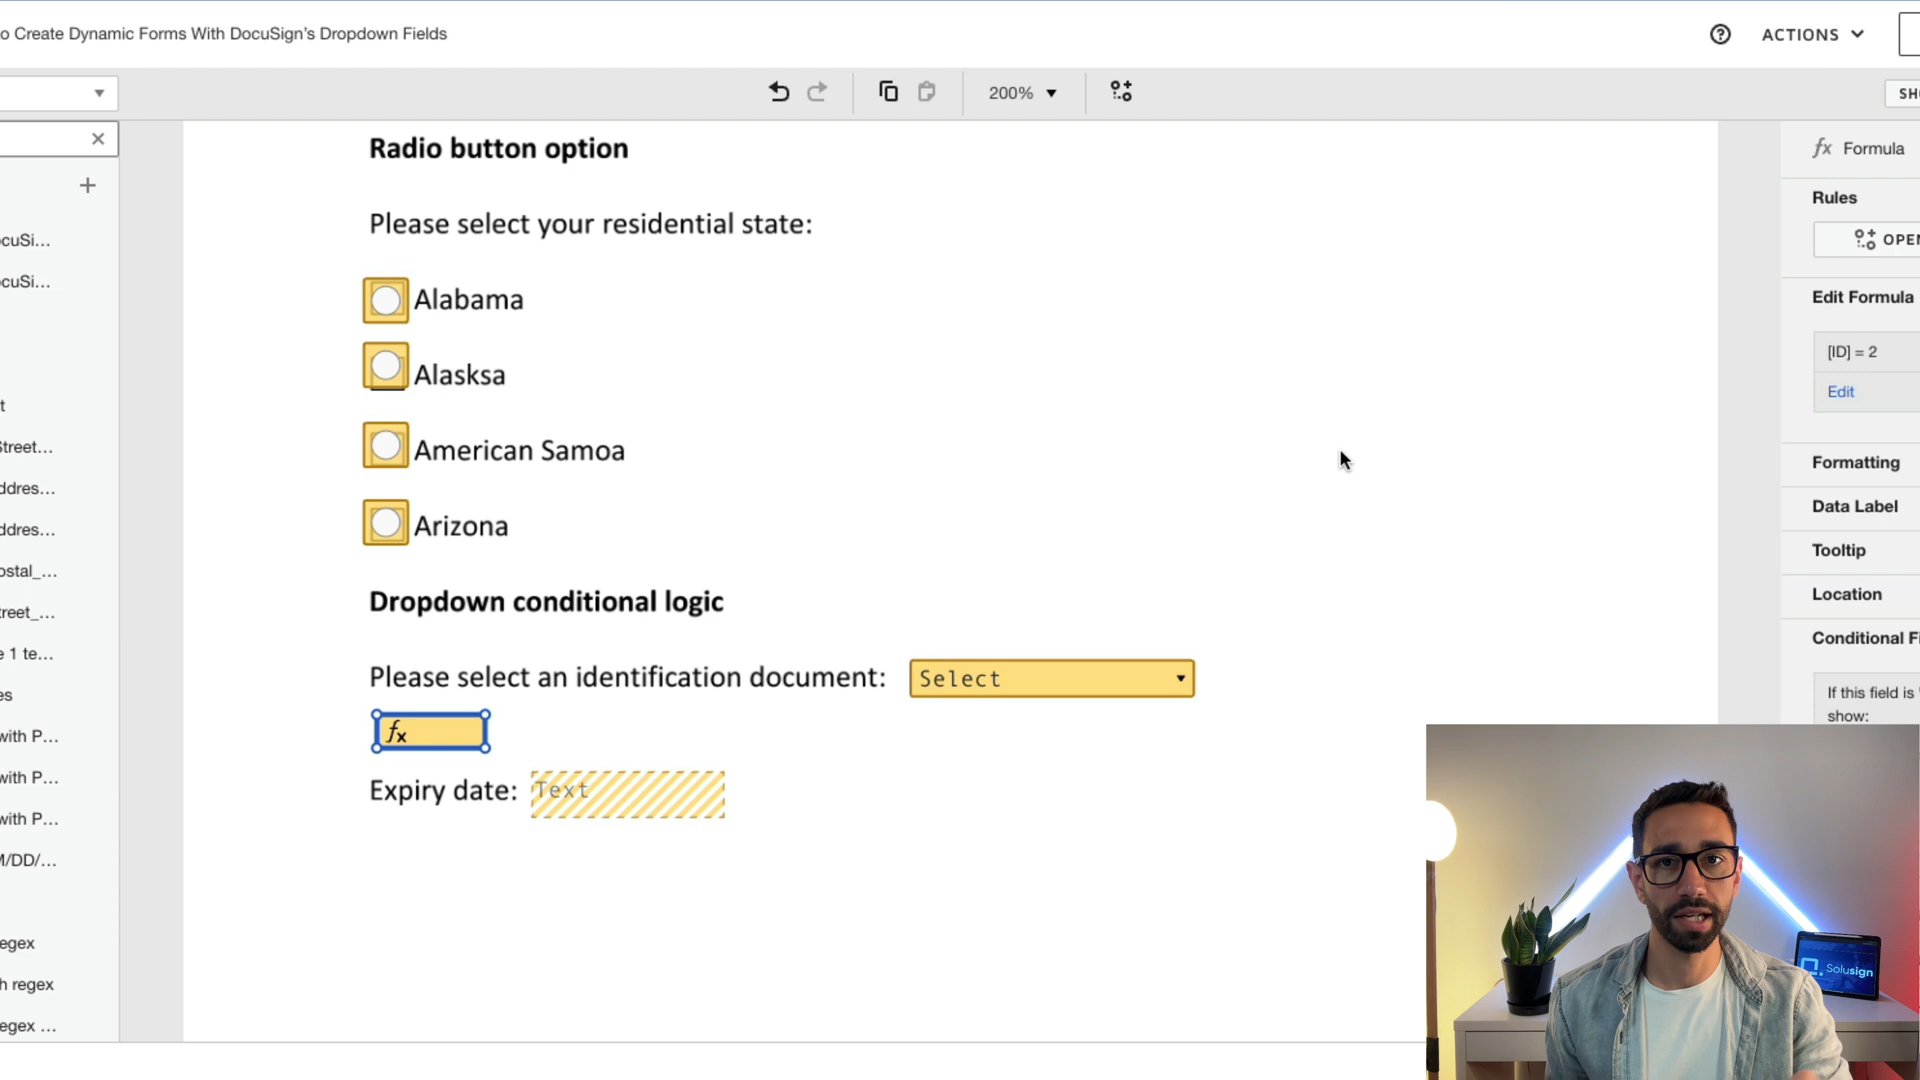 o Create Dynamic Forms With DocuSign's Dropdown Fields
ACTIONS
200%
SH
cuSi...
cuSi...
t
Street...
ddres...
ddres...
ostal_...
treet_...
e 1 te...
es
with P...
with P...
with P...
M/DD/...
egex
h regex
egex ...
Radio button option
Please select your residential state:
Alabama
Alasksa
American Samoa
Arizona
Dropdown conditional logic
Please select an identification document: Select
fx
Expiry date: Text
fx Formula
Rules
OPEN
Edit Formula
[ID] = 2
Edit
Formatting
Data Label
Tooltip
Location
Conditional Fi
If this field is
show:
Solusign